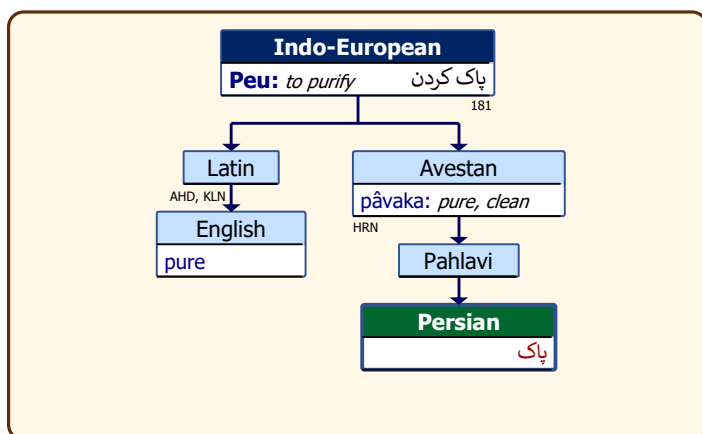 Indo-European
Peu: to purify پاک کردن
181
Latin
Avestan
AHD, KLN
pâvaka: pure, clean
English
HRN
pure
Pahlavi
Persian
پاک